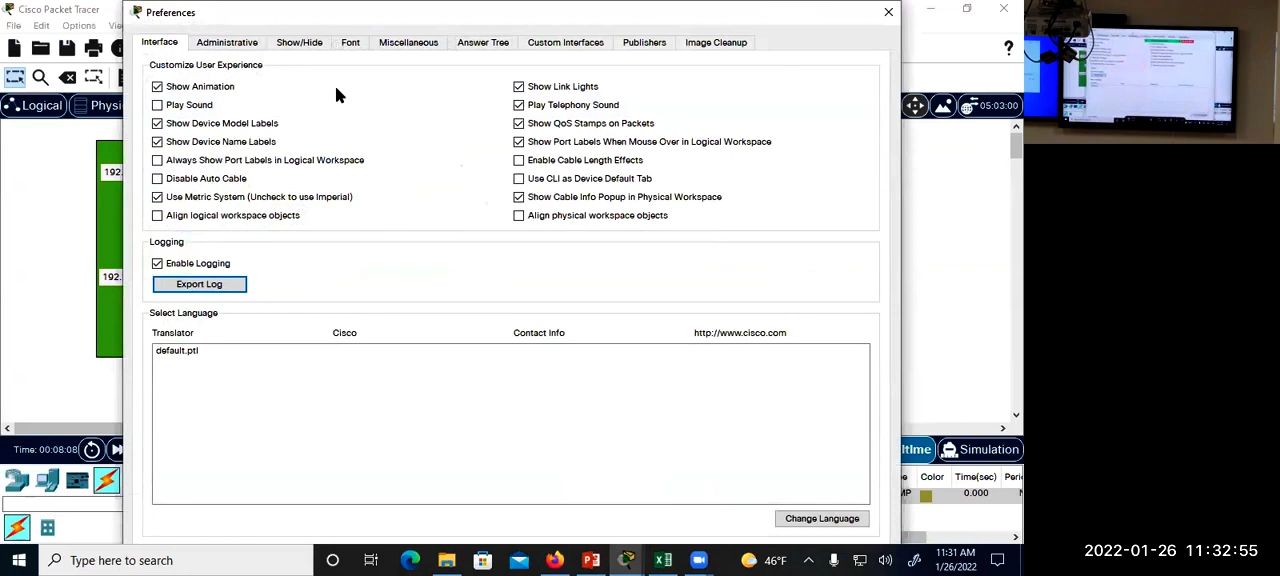 Cisco Packet Tracer
Preferences
File Edit Options
Interface Administrative Show/Hide Font Miscellaneous Answer Tree Custom Interfaces Publishers Image Cleanup
Customize User Experience
Show Animation
Play Sound
Show Device Model Labels
Show Device Name Labels
Always Show Port Labels in Logical Workspace
Disable Auto Cable
Use Metric System (Uncheck to use Imperial)
Align logical workspace objects
Show Link Lights
Play Telephony Sound
Show QoS Stamps on Packets
Show Port Labels When Mouse Over in Logical Workspace
Enable Cable Length Effects
Use CLI as Device Default Tab
Show Cable Info Popup in Physical Workspace
Align physical workspace objects
Logical Physi
05:03:00
192.
192.
Logging
Enable Logging
Export Log
Select Language
Translator Cisco Contact Info http://www.cisco.com
default.ptl
Change Language
Time: 00:08:08
ltime Simulation
Color Time(sec) Peri
MP 0.000
Type here to search
46°F
11:31 AM
1/26/2022
2022-01-26 11:32:55